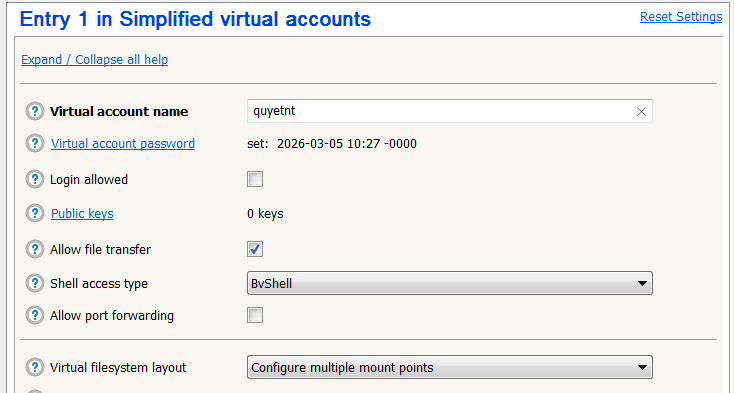 Entry 1 in Simplified virtual accounts
Reset Settings
Expand / Collapse all help
? Virtual account name quyetnt
? Virtual account password set: 2026-03-05 10:27 -0000
? Login allowed
? Public keys 0 keys
? Allow file transfer
? Shell access type BvShell
? Allow port forwarding
? Virtual filesystem layout Configure multiple mount points